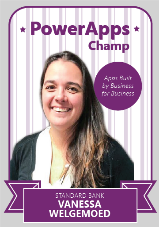 PowerApps
Champ
Apps Built
by Business
for Business
STANDARD BANK
VANESSA
WELGEMOED